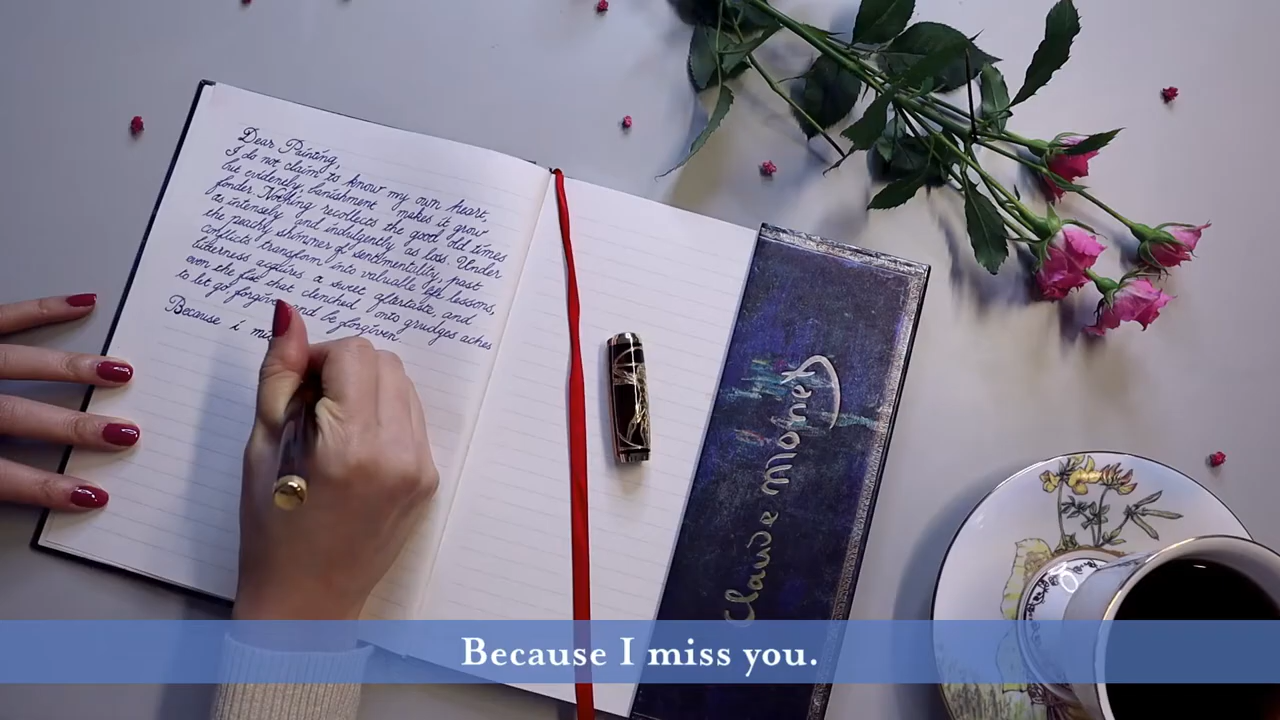 Dear Painting,
I do not claim to know my own heart,
but evidently, banishment makes it grow
fonder. Nothing recollects the good old times
as intensely and indulgently as loss. Under
the peachy shimmer of sentimentality, past
conflicts transform into valuable life lessons,
bitterness acquires a sweet aftertaste, and
even the fist that clenched onto grudges aches
to let go, forgive and be forgiven.
Because i mi
Claude Monet
Because I miss you.